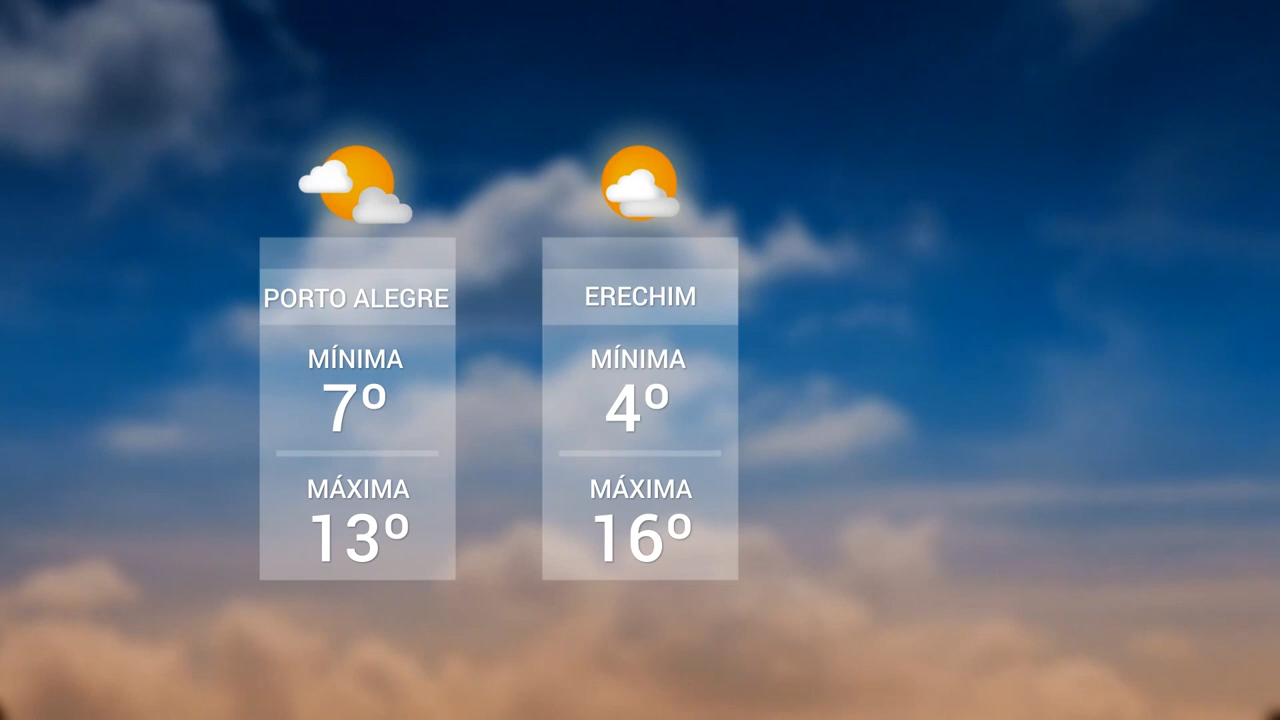 PORTO ALEGRE
MÍNIMA
7º
MÁXIMA
13º
ERECHIM
MÍNIMA
4º
MÁXIMA
16º